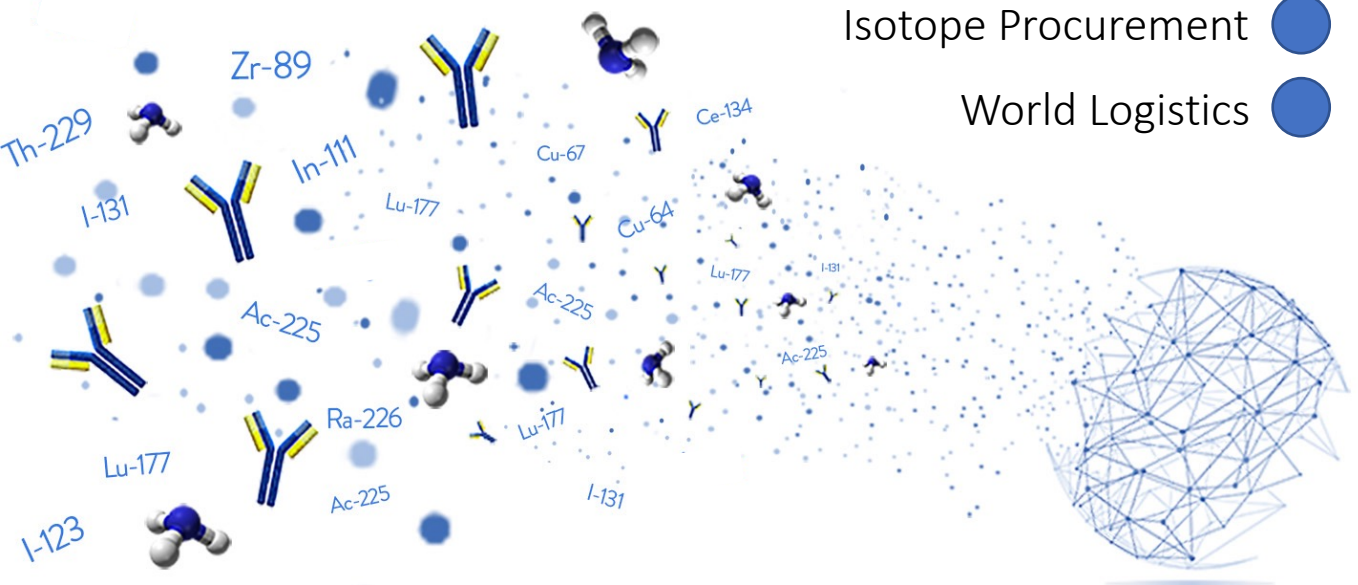 Isotope Procurement
World Logistics
Zr-89
Th-229
In-111
I-131
Ce-134
Cu-67
Lu-177
Cu-64
Lu-177
I-131
Ac-225
Ac-225
Ac-225
Ra-226
Lu-177
Lu-177
Ac-225
I-131
I-123